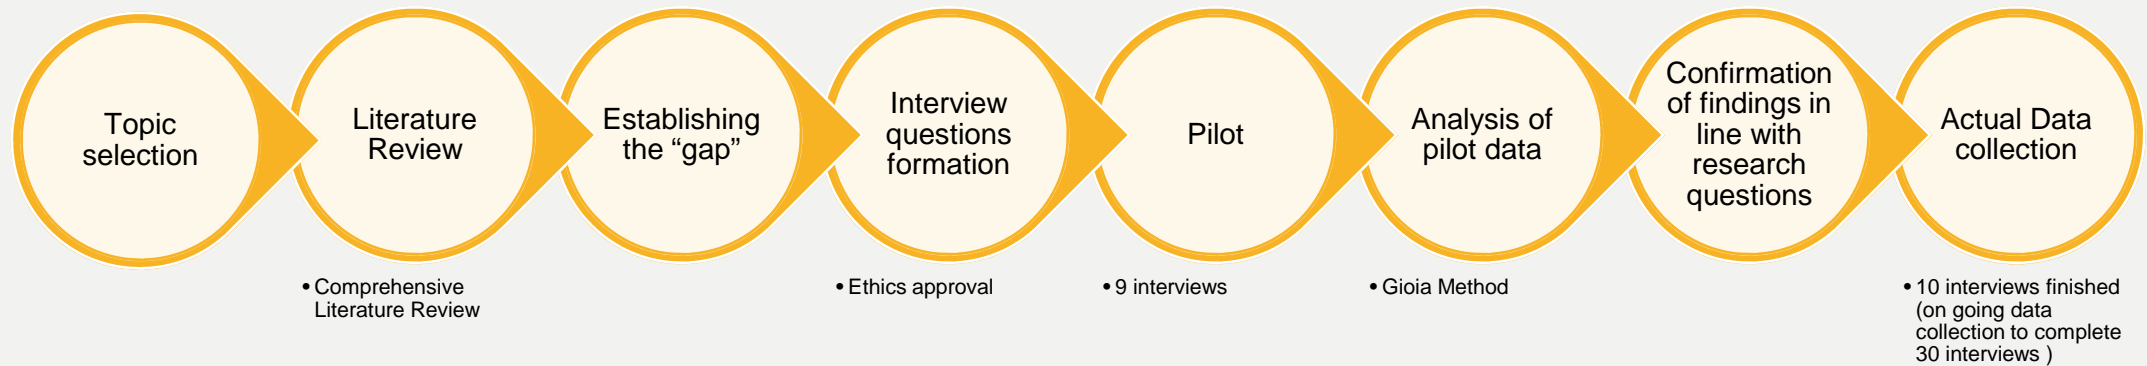 Topic
selection
Literature
Review
Establishing
the “gap”
Interview
questions
formation
Pilot
Analysis of
pilot data
Confirmation
of findings in
line with
research
questions
Actual Data
collection
• Comprehensive
Literature Review
• Ethics approval
• 9 interviews
• Gioia Method
• 10 interviews finished
(on going data
collection to complete
30 interviews )